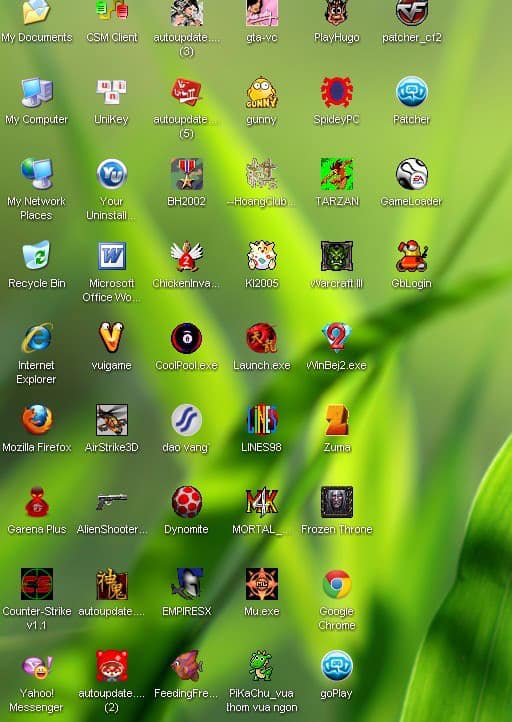 My Documents
CSM Client
autoupdate....
(3)
gta-vc
PlayHugo
patcher_cf2
My Computer
UniKey
autoupdate....
(5)
gunny
SpideyPC
Patcher
My Network
Places
Your
Uninstall...
BH2002
--HoangClub...
TARZAN
GameLoader
Recycle Bin
Microsoft
Office Wo...
ChickenInva...
KI2005
Warcraft III
GbLogin
Internet
Explorer
vuigame
CoolPool.exe
Launch.exe
WinBej2.exe
Mozilla Firefox
AirStrike3D
dao vang`
LINES98
Zuma
Garena Plus
AlienShooter...
Dynomite
MORTAL_...
Frozen Throne
Counter-Strike
v1.1
autoupdate....
EMPIRESX
Mu.exe
Google
Chrome
Yahoo!
Messenger
autoupdate....
(2)
FeedingFre...
PiKaChu_vua
thom vua ngon
goPlay